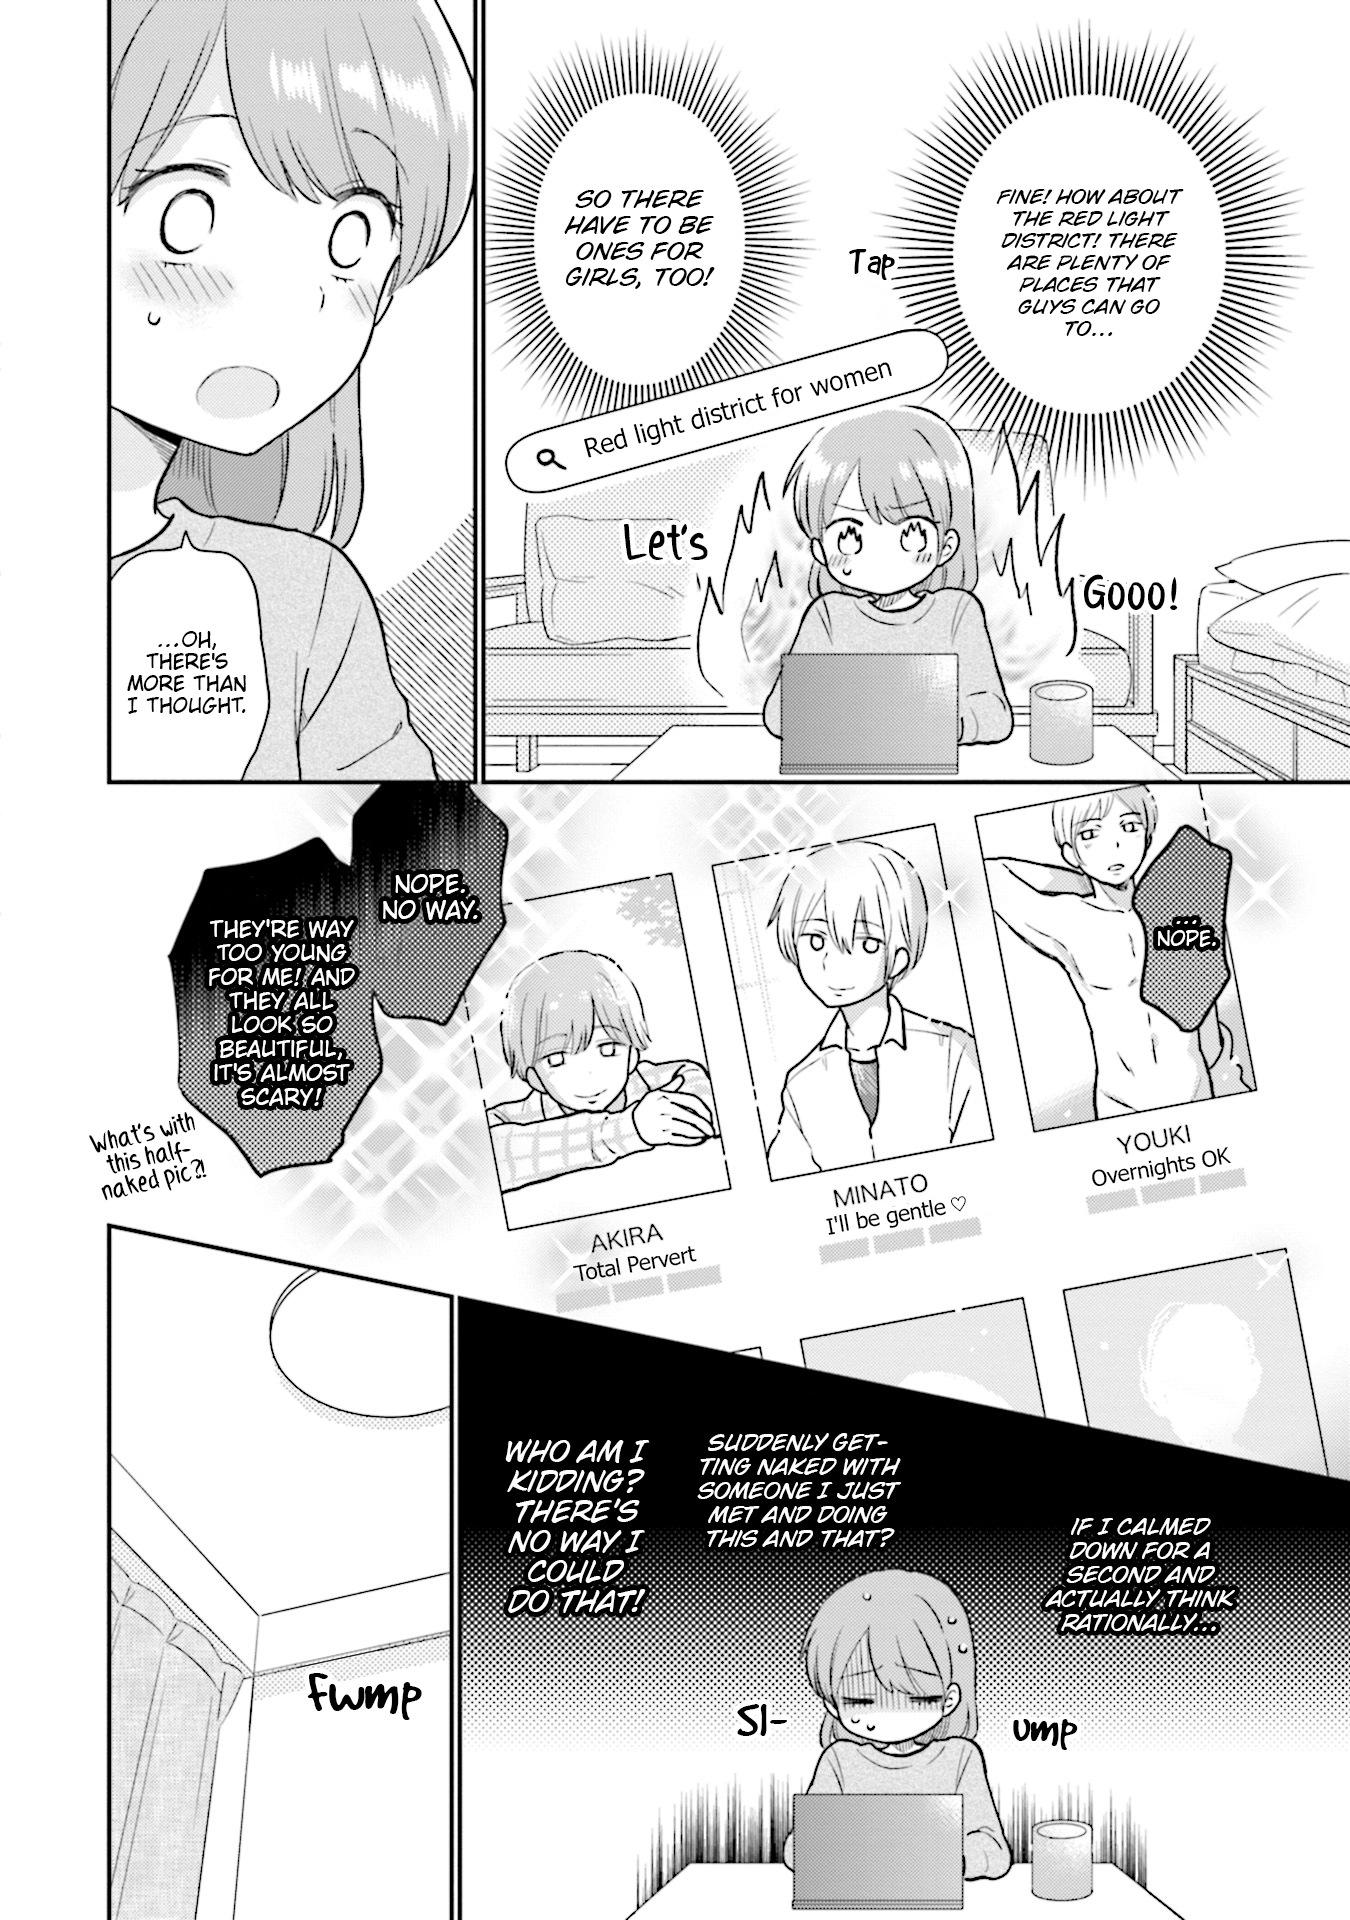 FINE! HOW ABOUT
THE RED LIGHT
DISTRICT! THERE
ARE PLENTY OF
PLACES THAT
GUYS CAN GO
TO...
Tap
SO THERE
HAVE TO BE
ONES FOR
GIRLS, TOO!
Red light district for women
Let's
Gooo!
...OH,
THERE'S
MORE THAN
I THOUGHT.
...
NOPE.
YOUKI
Overnights OK
MINATO
I'll be gentle ♡
AKIRA
Total Pervert
NOPE.
NO WAY.
THEY'RE WAY
TOO YOUNG
FOR ME! AND
THEY ALL
LOOK SO
BEAUTIFUL,
IT'S ALMOST
SCARY!
What's with
this half-
naked pic?!
IF I CALMED
DOWN FOR A
SECOND AND
ACTUALLY THINK
RATIONALLY...
SUDDENLY GET-
TING NAKED WITH
SOMEONE I JUST
MET AND DOING
THIS AND THAT?
WHO AM I
KIDDING?
THERE'S
NO WAY I
COULD
DO THAT!
Sl-
ump
Fwmp